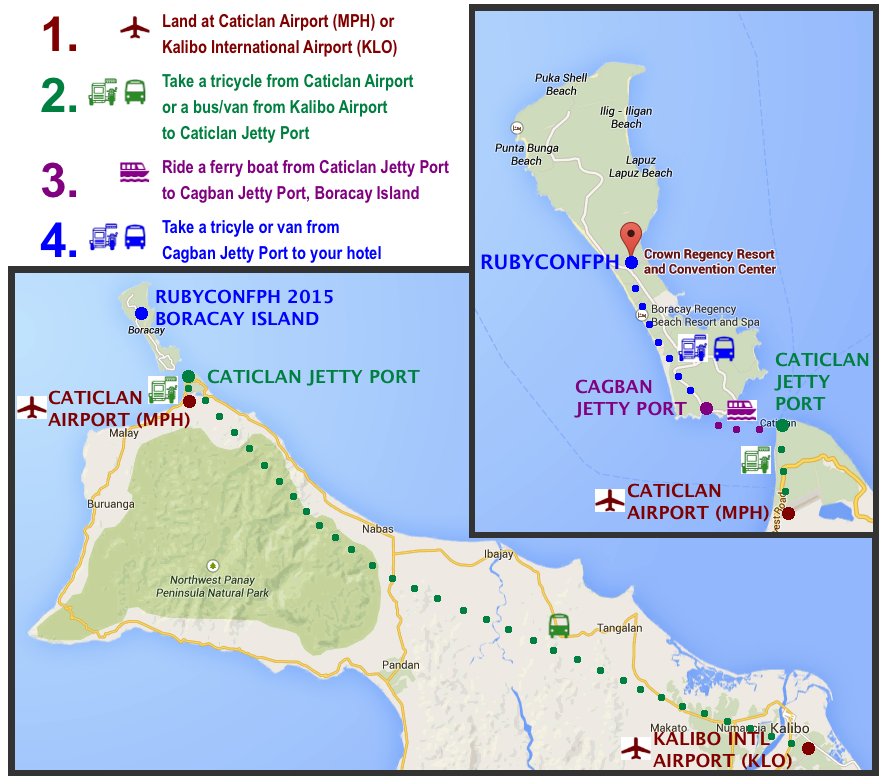 1.
Land at Caticlan Airport (MPH) or
Kalibo International Airport (KLO)
2.
Take a tricycle from Caticlan Airport
or a bus/van from Kalibo Airport
to Caticlan Jetty Port
3.
Ride a ferry boat from Caticlan Jetty Port
to Cagban Jetty Port, Boracay Island
4.
Take a tricyle or van from
Cagban Jetty Port to your hotel
Puka Shell
Beach
Ilig - Iligan
Beach
Punta Bunga
Beach
Lapuz
Lapuz Beach
RUBYCONFPH
Crown Regency Resort
and Convention Center
Boracay Regency
Beach Resort and Spa
CATICLAN
JETTY
PORT
CAGBAN
JETTY PORT
CATICLAN
AIRPORT (MPH)
RUBYCONFPH 2015
BORACAY ISLAND
Boracay
CATICLAN JETTY PORT
CATICLAN
AIRPORT (MPH)
Malay
Buruanga
Nabas
Ibajay
Northwest Panay
Peninsula Natural Park
Tangalan
Pandan
Makato
Kalibo
KALIBO INTL
AIRPORT (KLO)